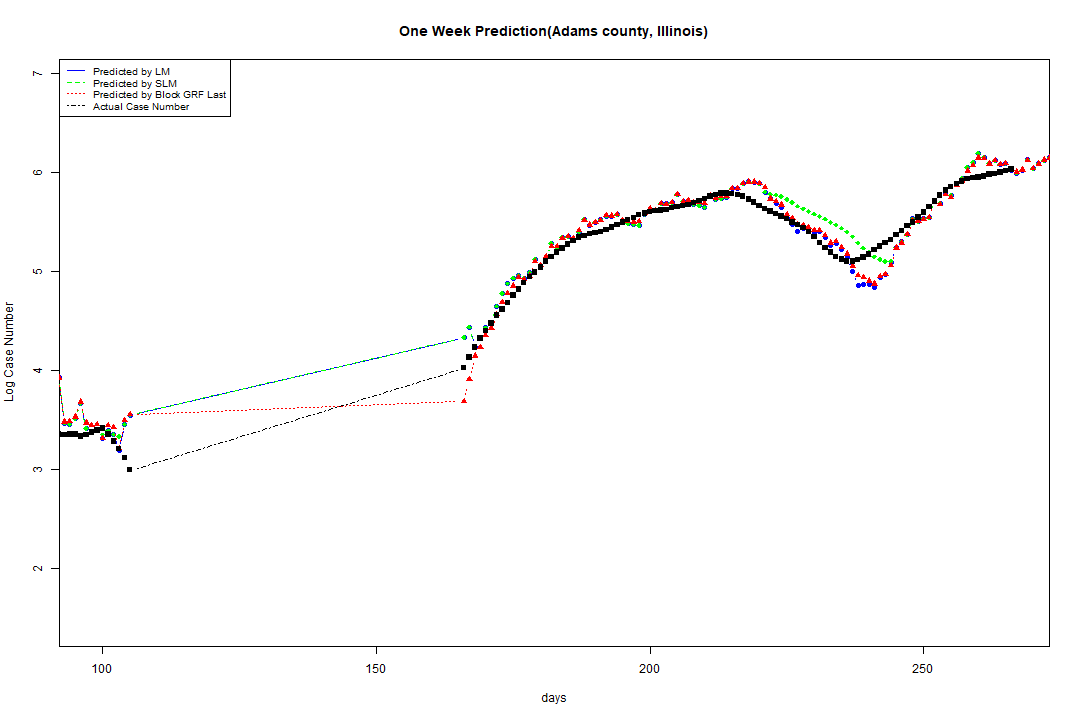 One Week Prediction(Adams county, Illinois)
Predicted by LM
Predicted by SLM
Predicted by Block GRF Last
Actual Case Number
7
6
5
4
3
2
Log Case Number
100 150 200 250
days